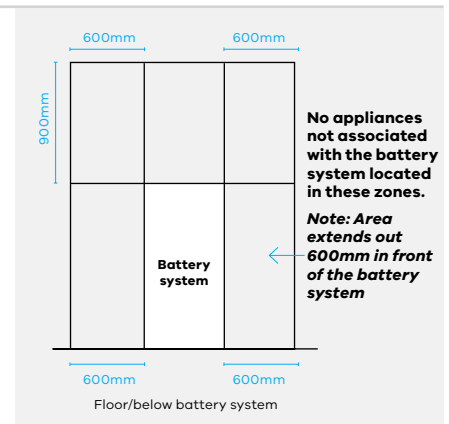 600mm
600mm
900mm
No appliances
not associated
with the battery
system located
in these zones.
Note: Area
extends out
600mm in front
of the battery
system
Battery
system
600mm
600mm
Floor/below battery system